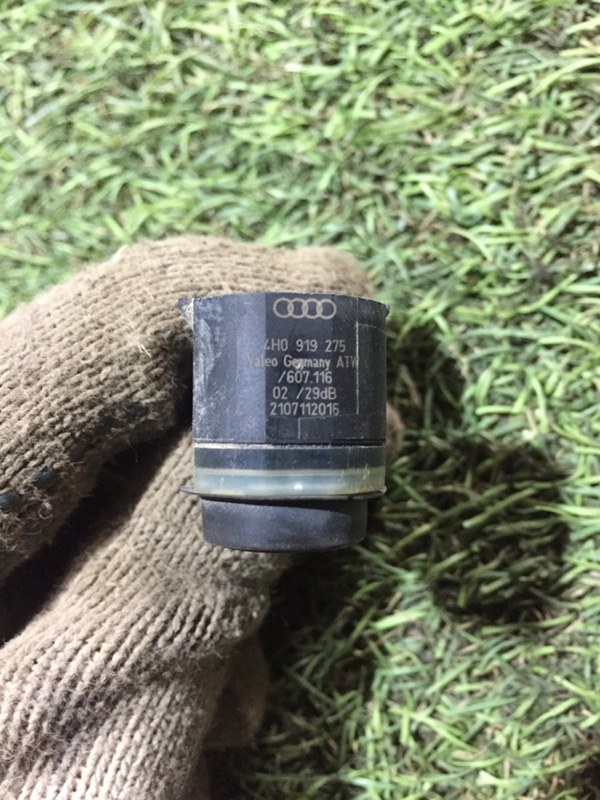 4H0 919 275
Valeo Germany ATW
/607.116
02 /29dB
2107112016